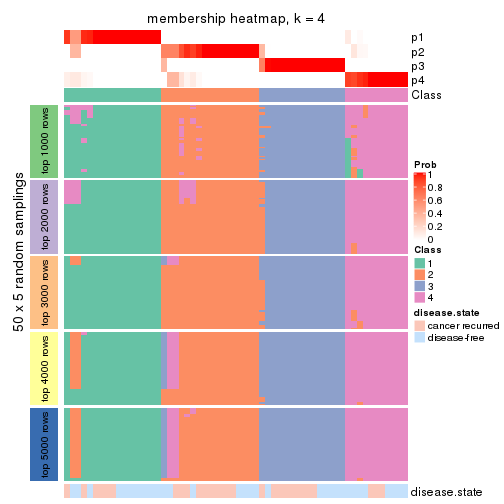 membership heatmap, k = 4
p1
p2
p3
p4
Class
50 x 5 random samplings
top 1000 rows
top 2000 rows
top 3000 rows
top 4000 rows
top 5000 rows
Prob
1
0.8
0.6
0.4
0.2
0
Class
1
2
3
4
disease.state
cancer recurred
disease-free
disease.state